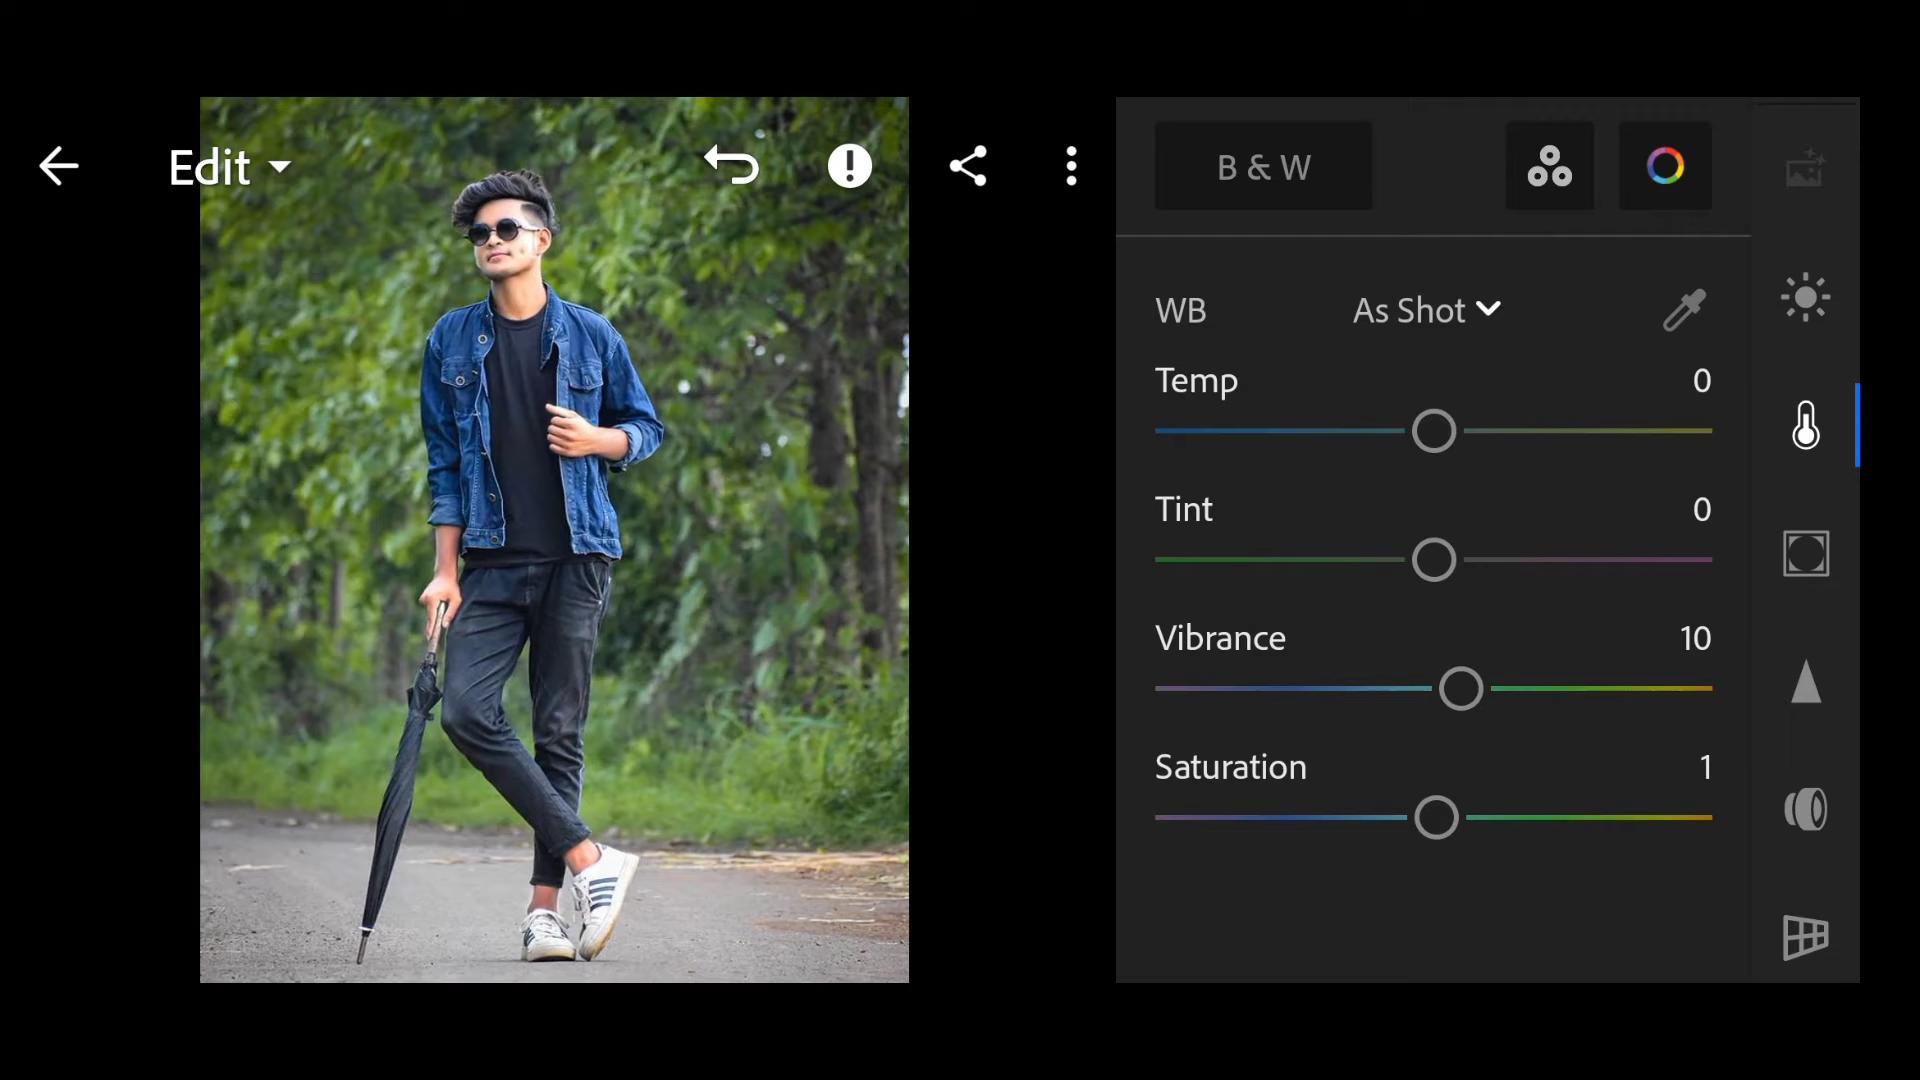 Edit
B & W
WB As Shot
Temp 0
Tint 0
Vibrance 10
Saturation 1